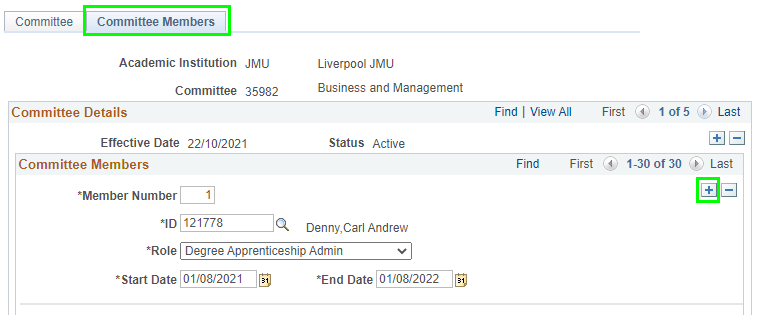 Committee Committee Members
Academic Institution JMU Liverpool JMU
Committee 35982 Business and Management
Committee Details Find | View All First 1 of 5 Last
Effective Date 22/10/2021 Status Active
Committee Members Find First 1-30 of 30 Last
*Member Number 1
*ID 121778 Denny,Carl Andrew
*Role Degree Apprenticeship Admin
*Start Date 01/08/2021 31 *End Date 01/08/2022 31